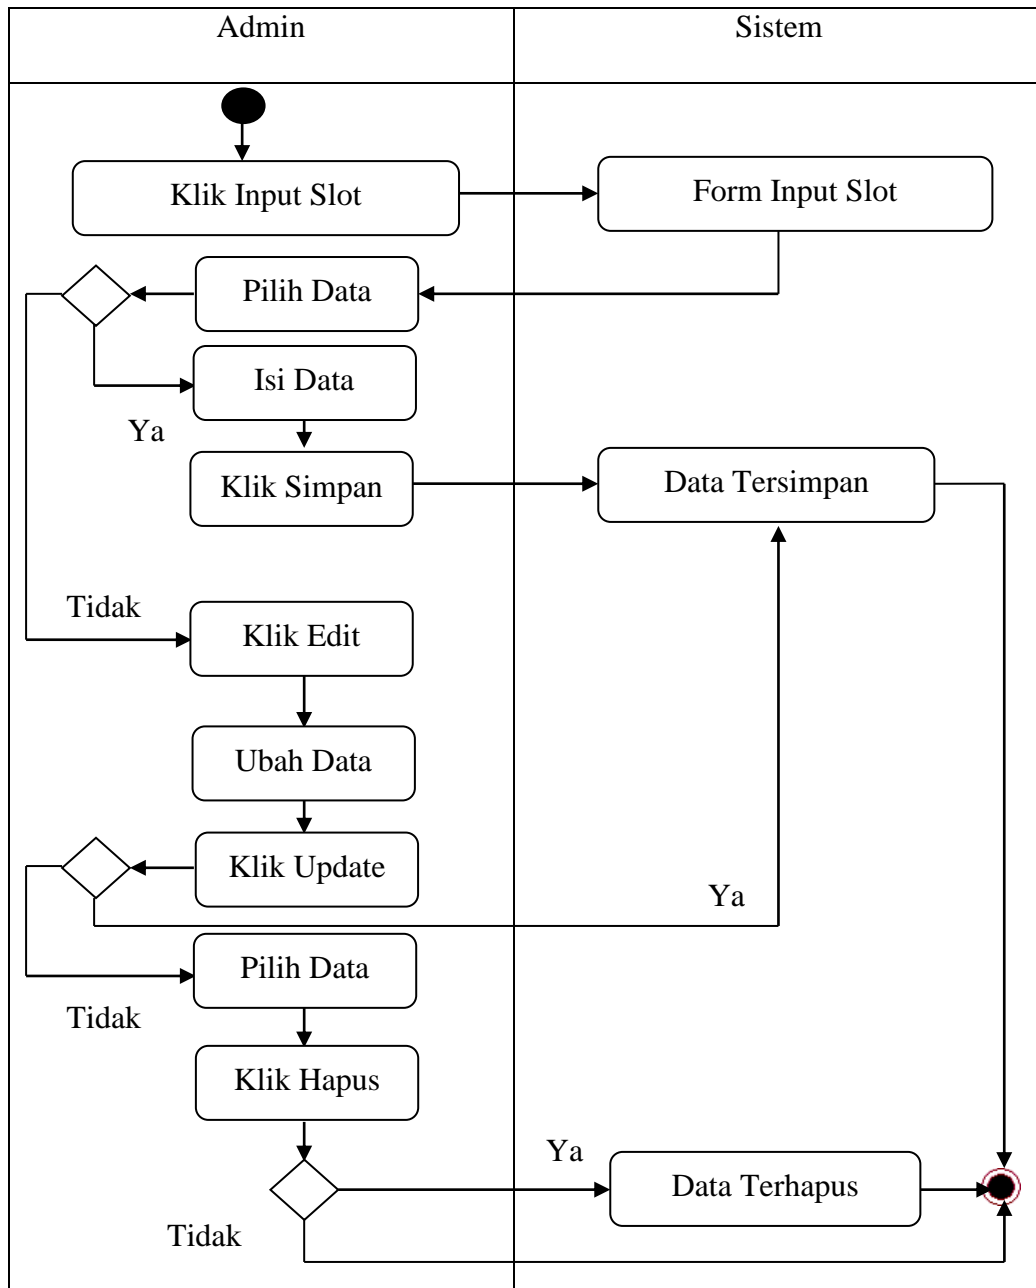 Admin
Sistem
Klik Input Slot
Form Input Slot
Pilih Data
Isi Data
Ya
Klik Simpan
Data Tersimpan
Tidak
Klik Edit
Ubah Data
Klik Update
Ya
Pilih Data
Tidak
Klik Hapus
Ya
Data Terhapus
Tidak